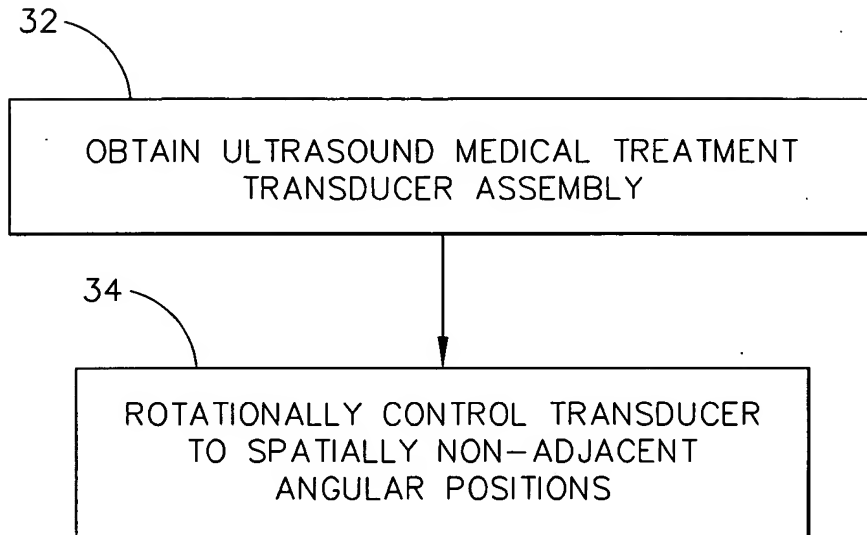 32
OBTAIN ULTRASOUND MEDICAL TREATMENT
TRANSDUCER ASSEMBLY
34
ROTATIONALLY CONTROL TRANSDUCER
TO SPATIALLY NON-ADJACENT
ANGULAR POSITIONS